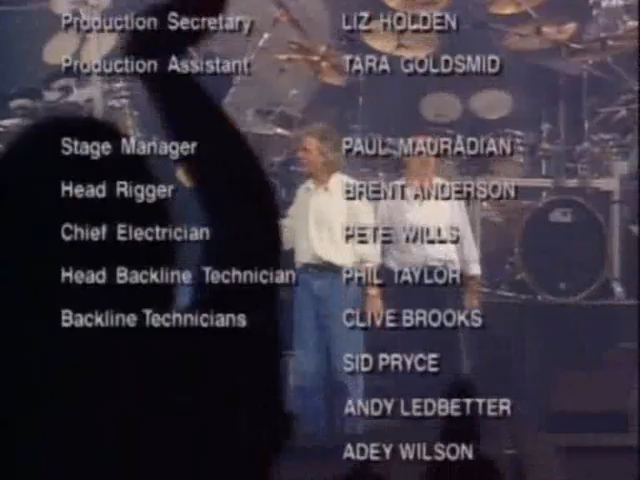 Production Secretary LIZ HOLDEN
Production Assistant TARA GOLDSMID
Stage Manager PAUL MAURADIAN
Head Rigger BRENT ANDERSON
Chief Electrician PETE WILLS
Head Backline Technician PHIL TAYLOR
Backline Technicians CLIVE BROOKS
SID PRYCE
ANDY LEDBETTER
ADEY WILSON